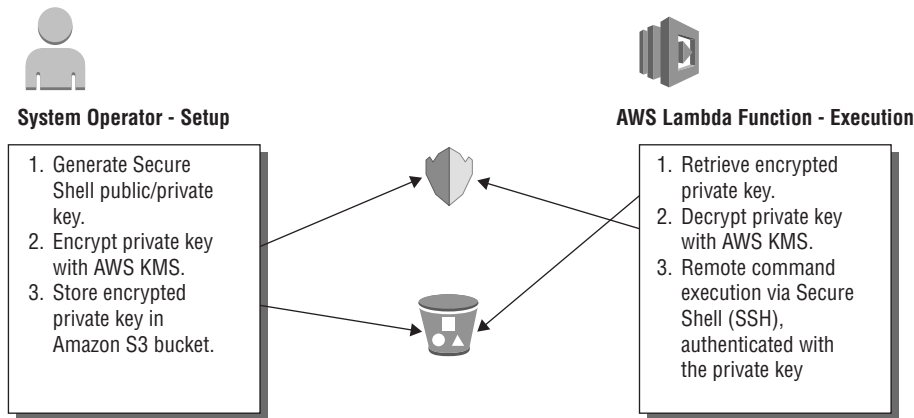 System Operator - Setup
1. Generate Secure
Shell public/private
key.
2. Encrypt private key
with AWS KMS.
3. Store encrypted
private key in
Amazon S3 bucket.
AWS Lambda Function - Execution
1. Retrieve encrypted
private key.
2. Decrypt private key
with AWS KMS.
3. Remote command
execution via Secure
Shell (SSH),
authenticated with
the private key